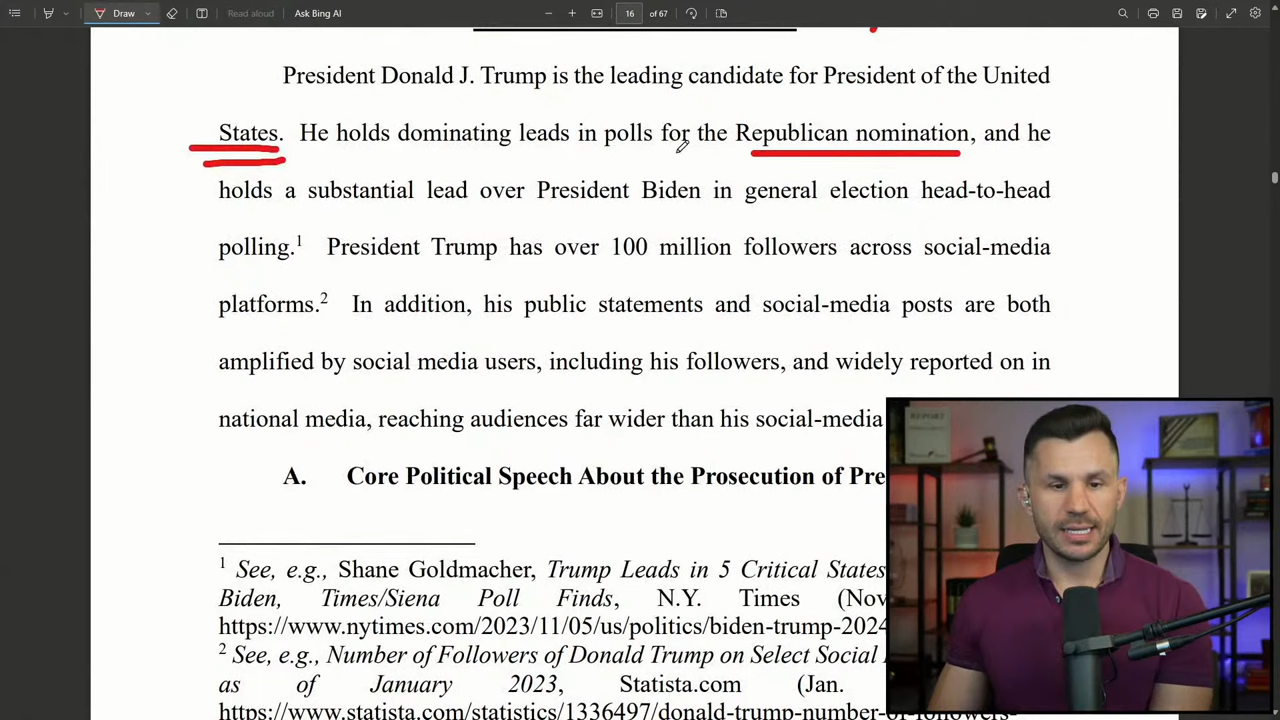 Draw
Read aloud
Ask Bing AI
16 of 67
President Donald J. Trump is the leading candidate for President of the United
States. He holds dominating leads in polls for the Republican nomination, and he
holds a substantial lead over President Biden in general election head-to-head
polling.1 President Trump has over 100 million followers across social-media
platforms.2 In addition, his public statements and social-media posts are both
amplified by social media users, including his followers, and widely reported on in
national media, reaching audiences far wider than his social-media
A. Core Political Speech About the Prosecution of Pre
1 See, e.g., Shane Goldmacher, Trump Leads in 5 Critical States
Biden, Times/Siena Poll Finds, N.Y. Times (Nov
https://www.nytimes.com/2023/11/05/us/politics/biden-trump-2024
2 See, e.g., Number of Followers of Donald Trump on Select Social
as of January 2023, Statista.com (Jan.
https://www.statista.com/statistics/1336497/donald-trump-number-of-followers-
REPORT